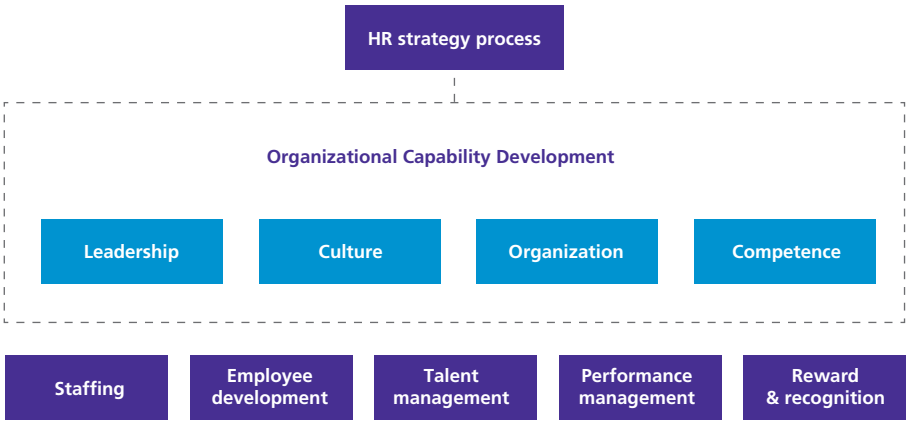 HR strategy process
Organizational Capability Development
Leadership
Culture
Organization
Competence
Staffing
Employee
development
Talent
management
Performance
management
Reward
& recognition